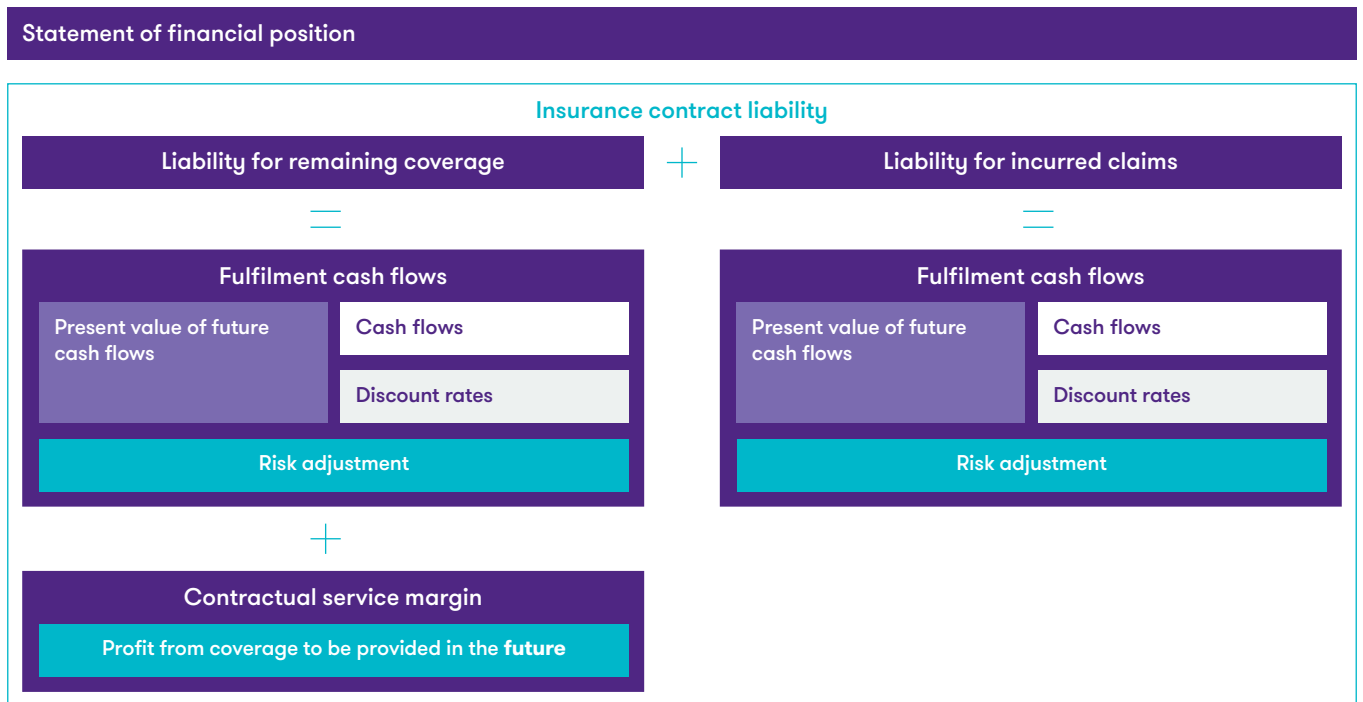 Statement of financial position
Insurance contract liability
Liability for remaining coverage
+
Liability for incurred claims
=
=
Fulfilment cash flows
Present value of future
cash flows
Cash flows
Discount rates
Risk adjustment
Fulfilment cash flows
Present value of future
cash flows
Cash flows
Discount rates
Risk adjustment
+
Contractual service margin
Profit from coverage to be provided in the future